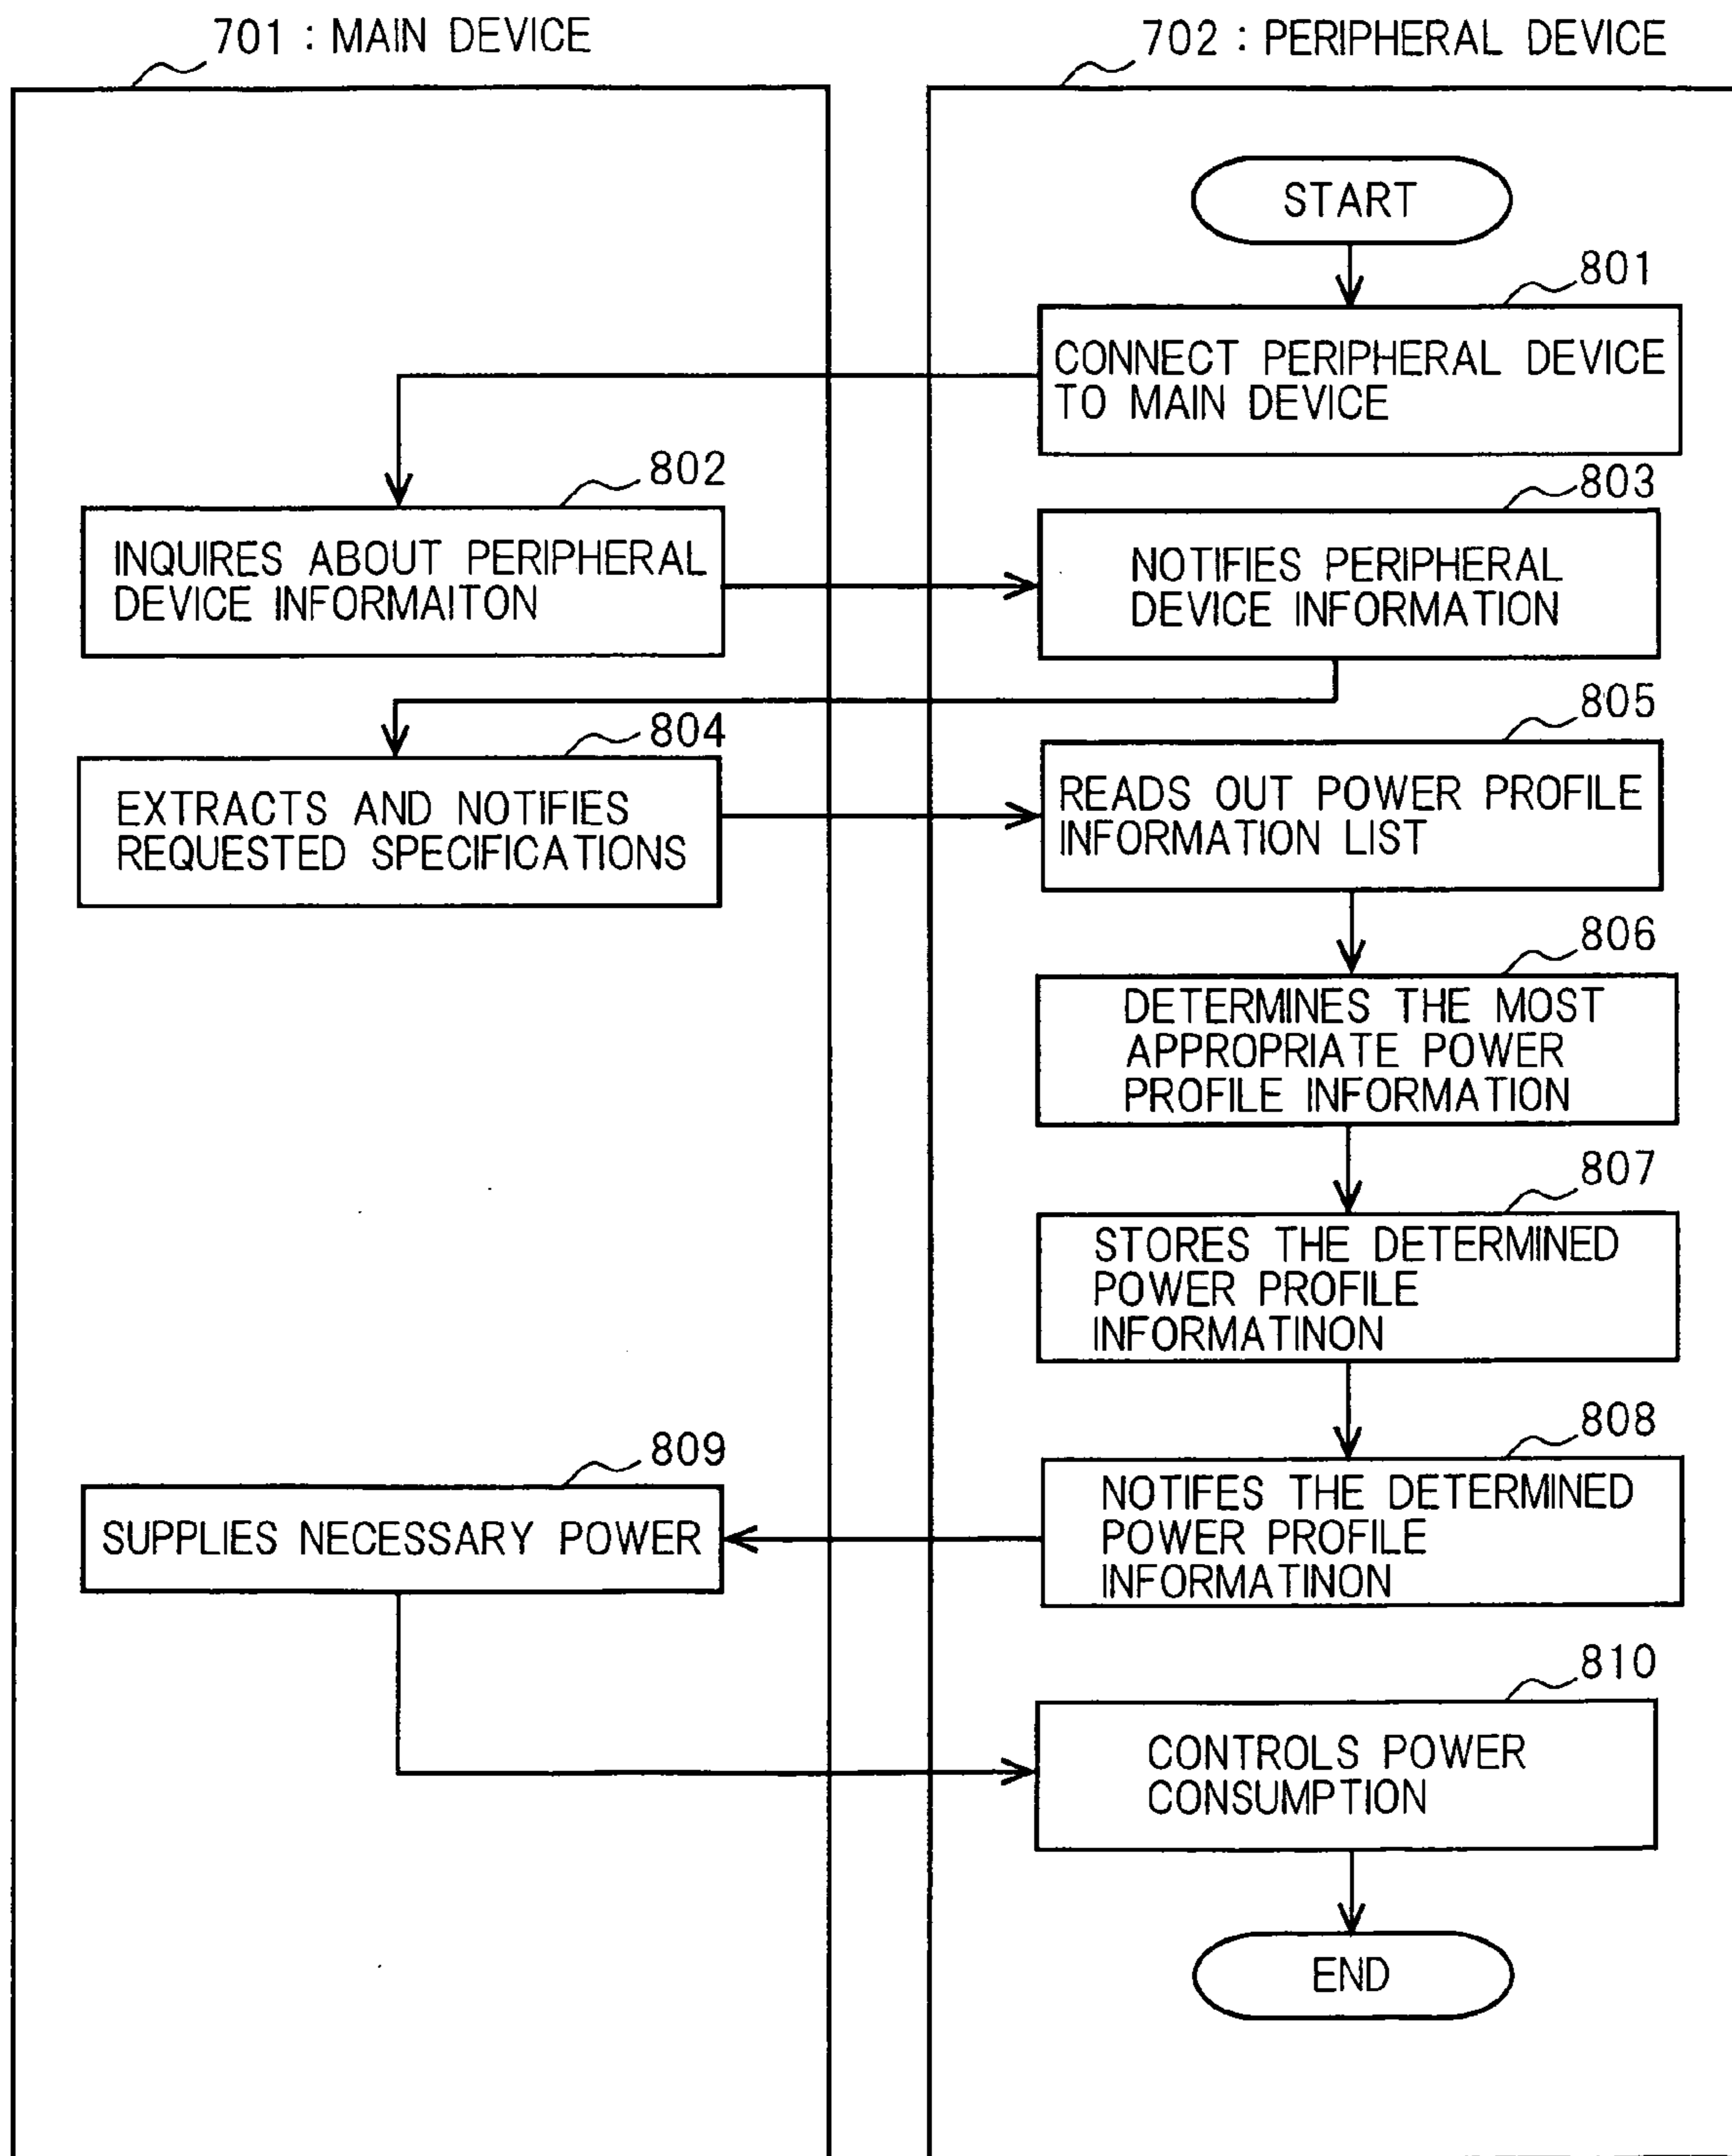 701 : MAIN DEVICE
702 : PERIPHERAL DEVICE
START
801
CONNECT PERIPHERAL DEVICE
TO MAIN DEVICE
802
INQUIRES ABOUT PERIPHERAL
DEVICE INFORMAITON
803
NOTIFIES PERIPHERAL
DEVICE INFORMATION
804
EXTRACTS AND NOTIFIES
REQUESTED SPECIFICATIONS
805
READS OUT POWER PROFILE
INFORMATION LIST
806
DETERMINES THE MOST
APPROPRIATE POWER
PROFILE INFORMATION
807
STORES THE DETERMINED
POWER PROFILE
INFORMATINON
808
NOTIFES THE DETERMINED
POWER PROFILE
INFORMATINON
809
SUPPLIES NECESSARY POWER
810
CONTROLS POWER
CONSUMPTION
END